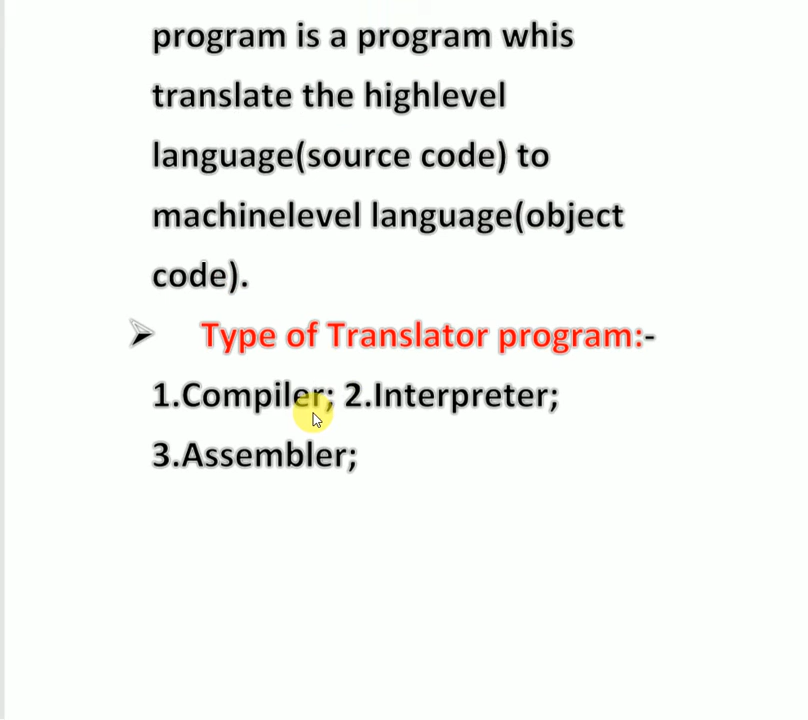 program is a program whis
translate the highlevel
language(source code) to
machinelevel language(object
code).
Type of Translator program:-
1.Compiler; 2.Interpreter;
3.Assembler;